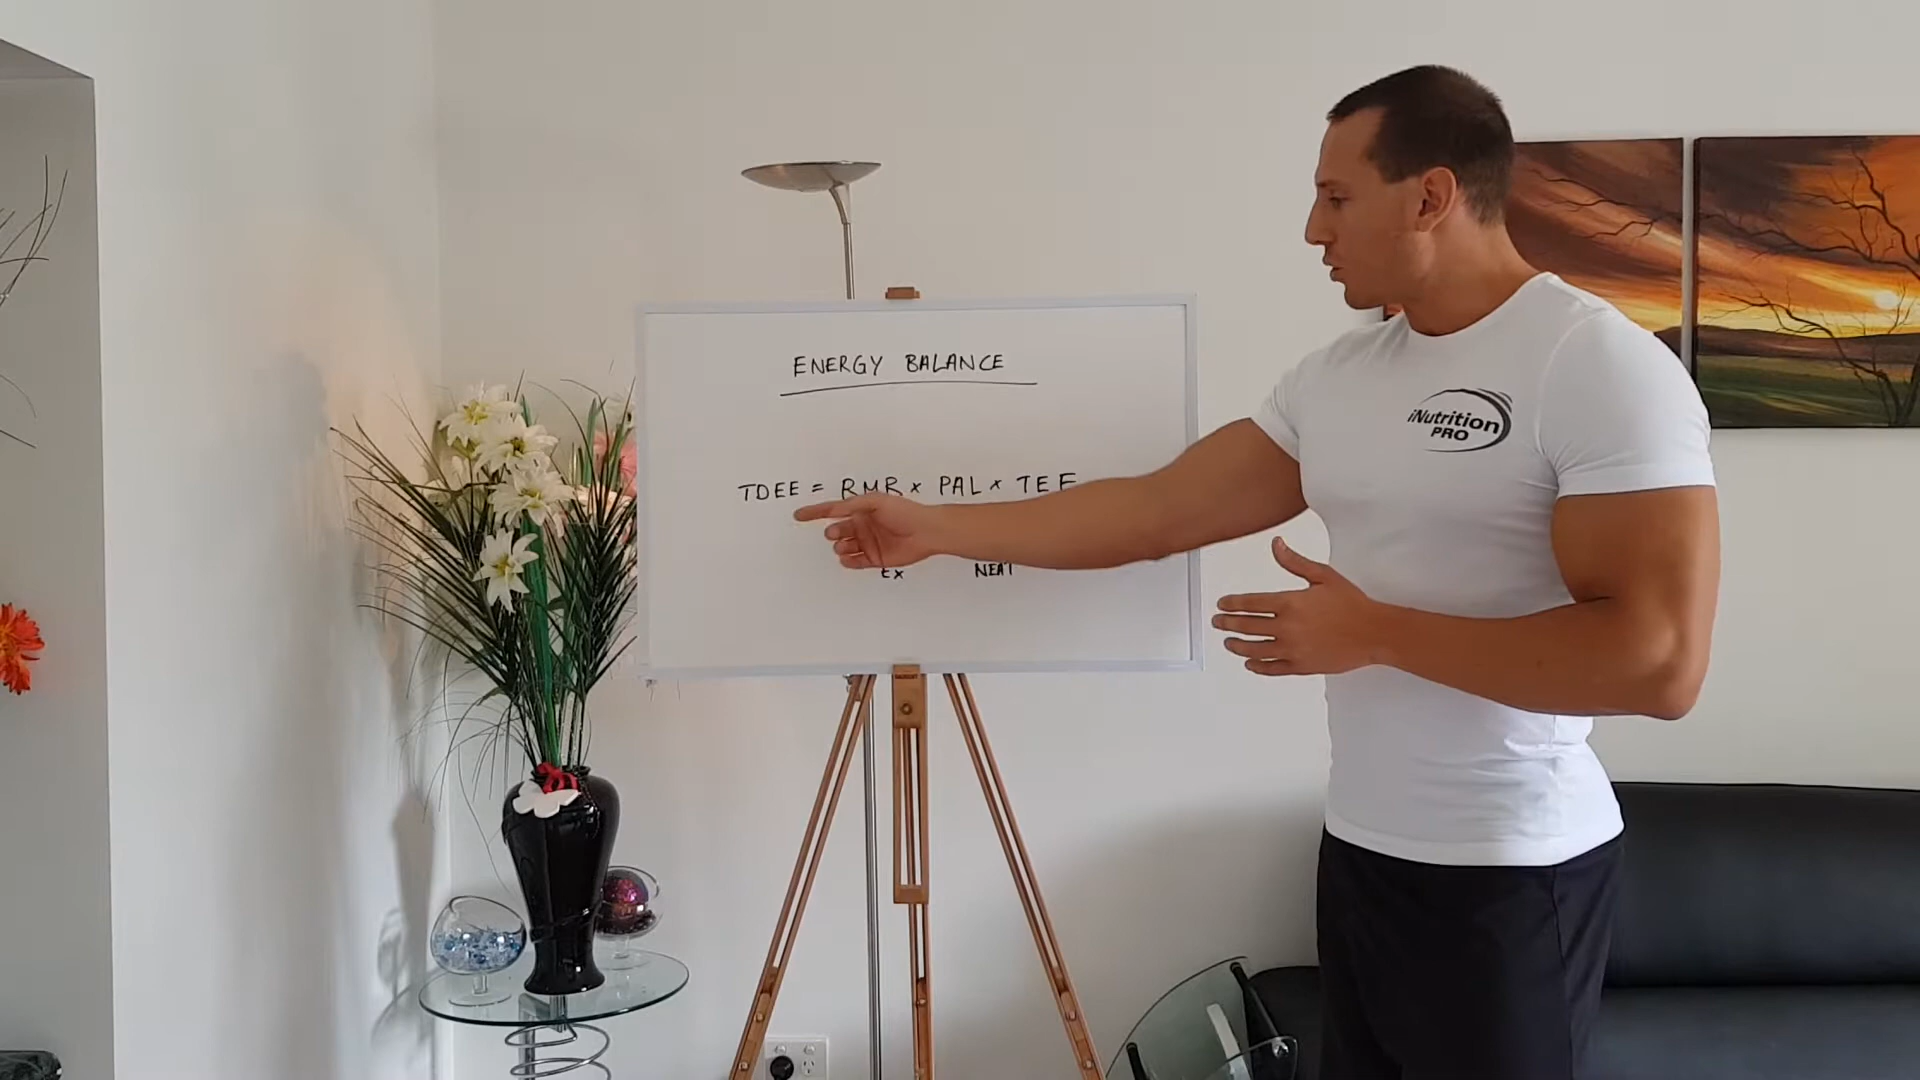 ENERGY BALANCE
TDEE = RMR × PAL × TEF
EX NEAT
iNutrition
PRO